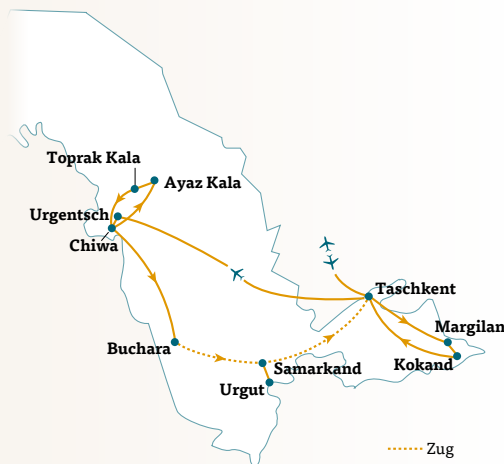 Toprak Kala
Ayaz Kala
Urgentsch
Chiwa
Taschkent
Margilan
Buchara
Samarkand
Kokand
Urgut
Zug